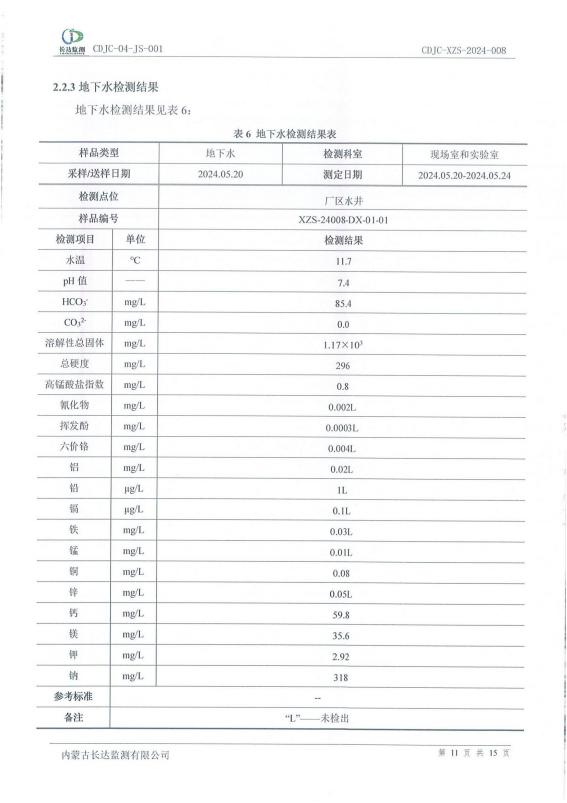 长达监测 CDJC-04-JS-001 CDJC-XZS-2024-008
2.2.3 地下水检测结果
地下水检测结果见表 6：
表 6 地下水检测结果表
样品类型 地下水 检测科室 现场室和实验室
采样/送样日期 2024.05.20 测定日期 2024.05.20-2024.05.24
检测点位 厂区水井
样品编号 XZS-24008-DX-01-01
检测项目 单位 检测结果
水温 ℃ 11.7
pH 值 —— 7.4
HCO₃⁻ mg/L 85.4
CO₃²⁻ mg/L 0.0
溶解性总固体 mg/L 1.17×10³
总硬度 mg/L 296
高锰酸盐指数 mg/L 0.8
氰化物 mg/L 0.002L
挥发酚 mg/L 0.0003L
六价铬 mg/L 0.004L
铝 mg/L 0.02L
铅 μg/L 1L
镉 μg/L 0.1L
铁 mg/L 0.03L
锰 mg/L 0.01L
铜 mg/L 0.08
锌 mg/L 0.05L
钙 mg/L 59.8
镁 mg/L 35.6
钾 mg/L 2.92
钠 mg/L 318
参考标准 --
备注 “L”——未检出
内蒙古长达监测有限公司 第 11 页 共 15 页